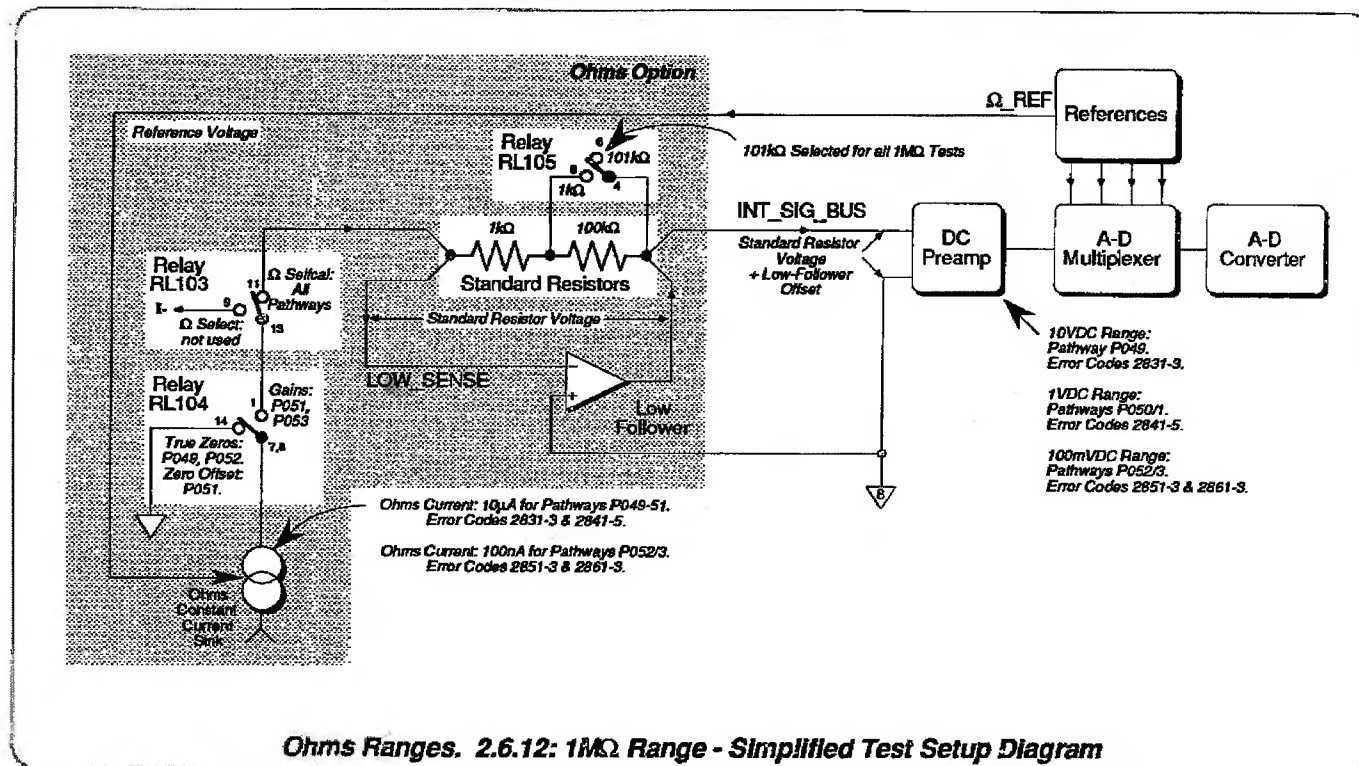 Ohms Option
Ω_REF
References
Reference Voltage
Relay
RL105
6
101kΩ
8
1kΩ
4
101kΩ Selected for all 1MΩ Tests
1kΩ
100kΩ
Standard Resistors
INT_SIG_BUS
Standard Resistor
Voltage
+ Low-Follower
Offset
DC
Preamp
A-D
Multiplexer
A-D
Converter
Relay
RL103
11
Ω Selfcal:
All
Pathways
I-
9
Ω Select:
not used
13
Standard Resistor Voltage
LOW_SENSE
−
+
Low
Follower
Relay
RL104
Gains:
P051,
P053
1
14
7,8
True Zeros:
P049, P052.
Zero Offset:
P051.
8
10VDC Range:
Pathway P049.
Error Codes 2831-3.
1VDC Range:
Pathways P050/1.
Error Codes 2841-5.
100mVDC Range:
Pathways P052/3.
Error Codes 2851-3 & 2861-3.
Ohms Current: 10µA for Pathways P049-51.
Error Codes 2831-3 & 2841-5.
Ohms Current: 100nA for Pathways P052/3.
Error Codes 2851-3 & 2861-3.
Ohms
Constant
Current
Sink
Ohms Ranges. 2.6.12: 1MΩ Range - Simplified Test Setup Diagram